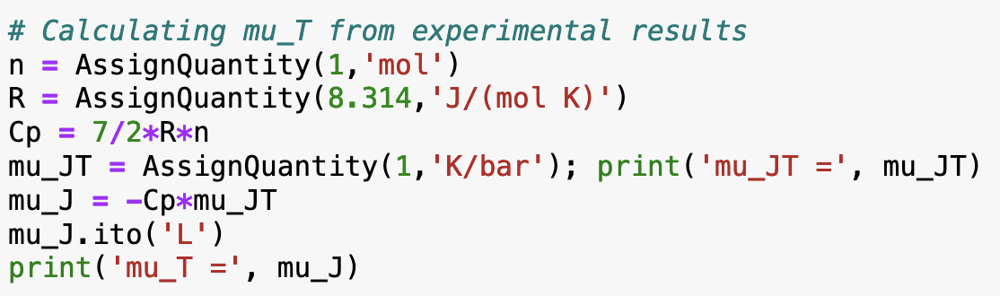 # Calculating mu_T from experimental results
n = AssignQuantity(1,'mol')
R = AssignQuantity(8.314,'J/(mol K)')
Cp = 7/2*R*n
mu_JT = AssignQuantity(1,'K/bar'); print('mu_JT =', mu_JT)
mu_J = -Cp*mu_JT
mu_J.ito('L')
print('mu_T =', mu_J)